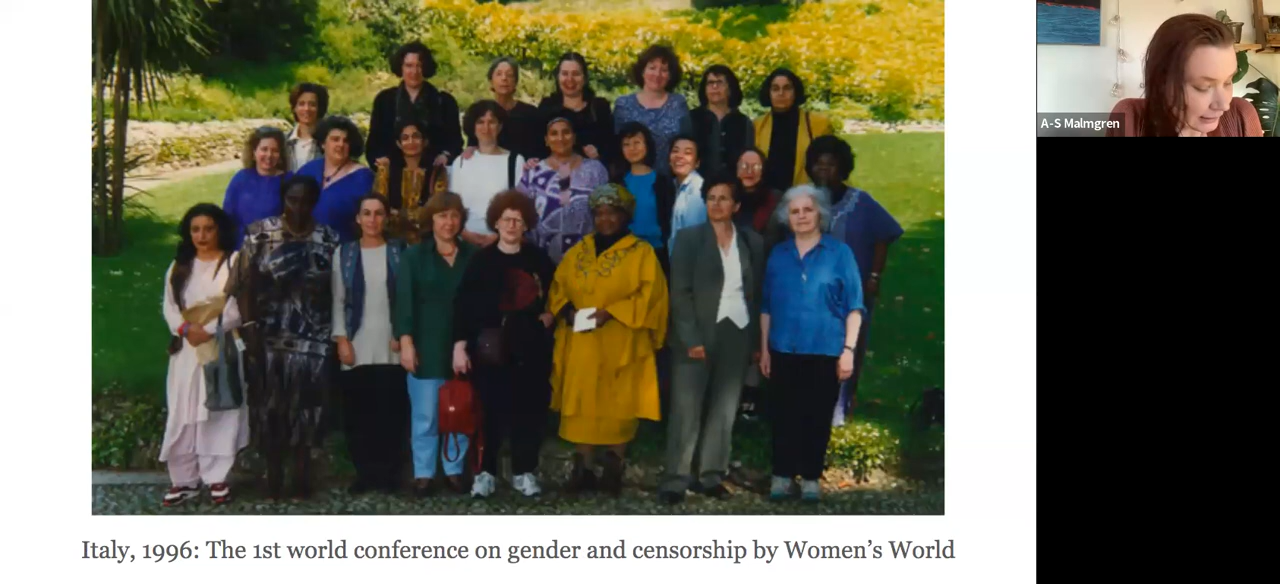 A-S Malmgren
Italy, 1996: The 1st world conference on gender and censorship by Women’s World